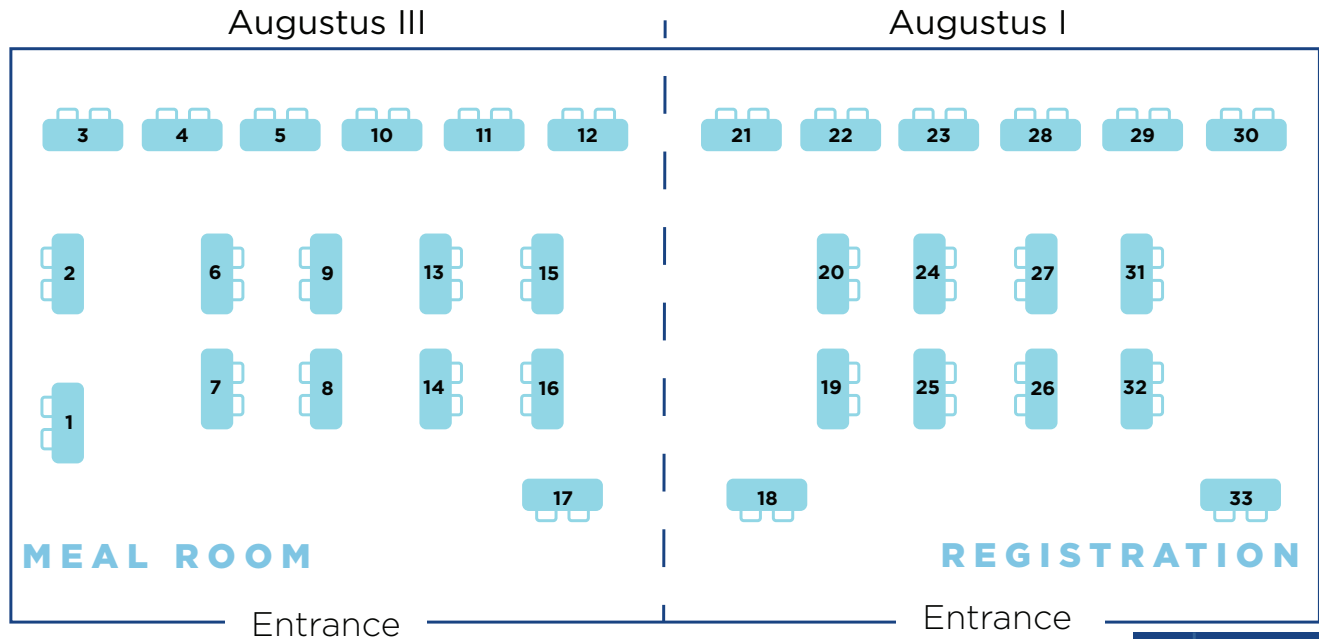 Augustus III
Augustus I
3 4 5 10 11 12 21 22 23 28 29 30
2 6 9 13 15 20 24 27 31
7 8 14 16 19 25 26 32
1
17 18 33
MEAL ROOM
REGISTRATION
Entrance
Entrance